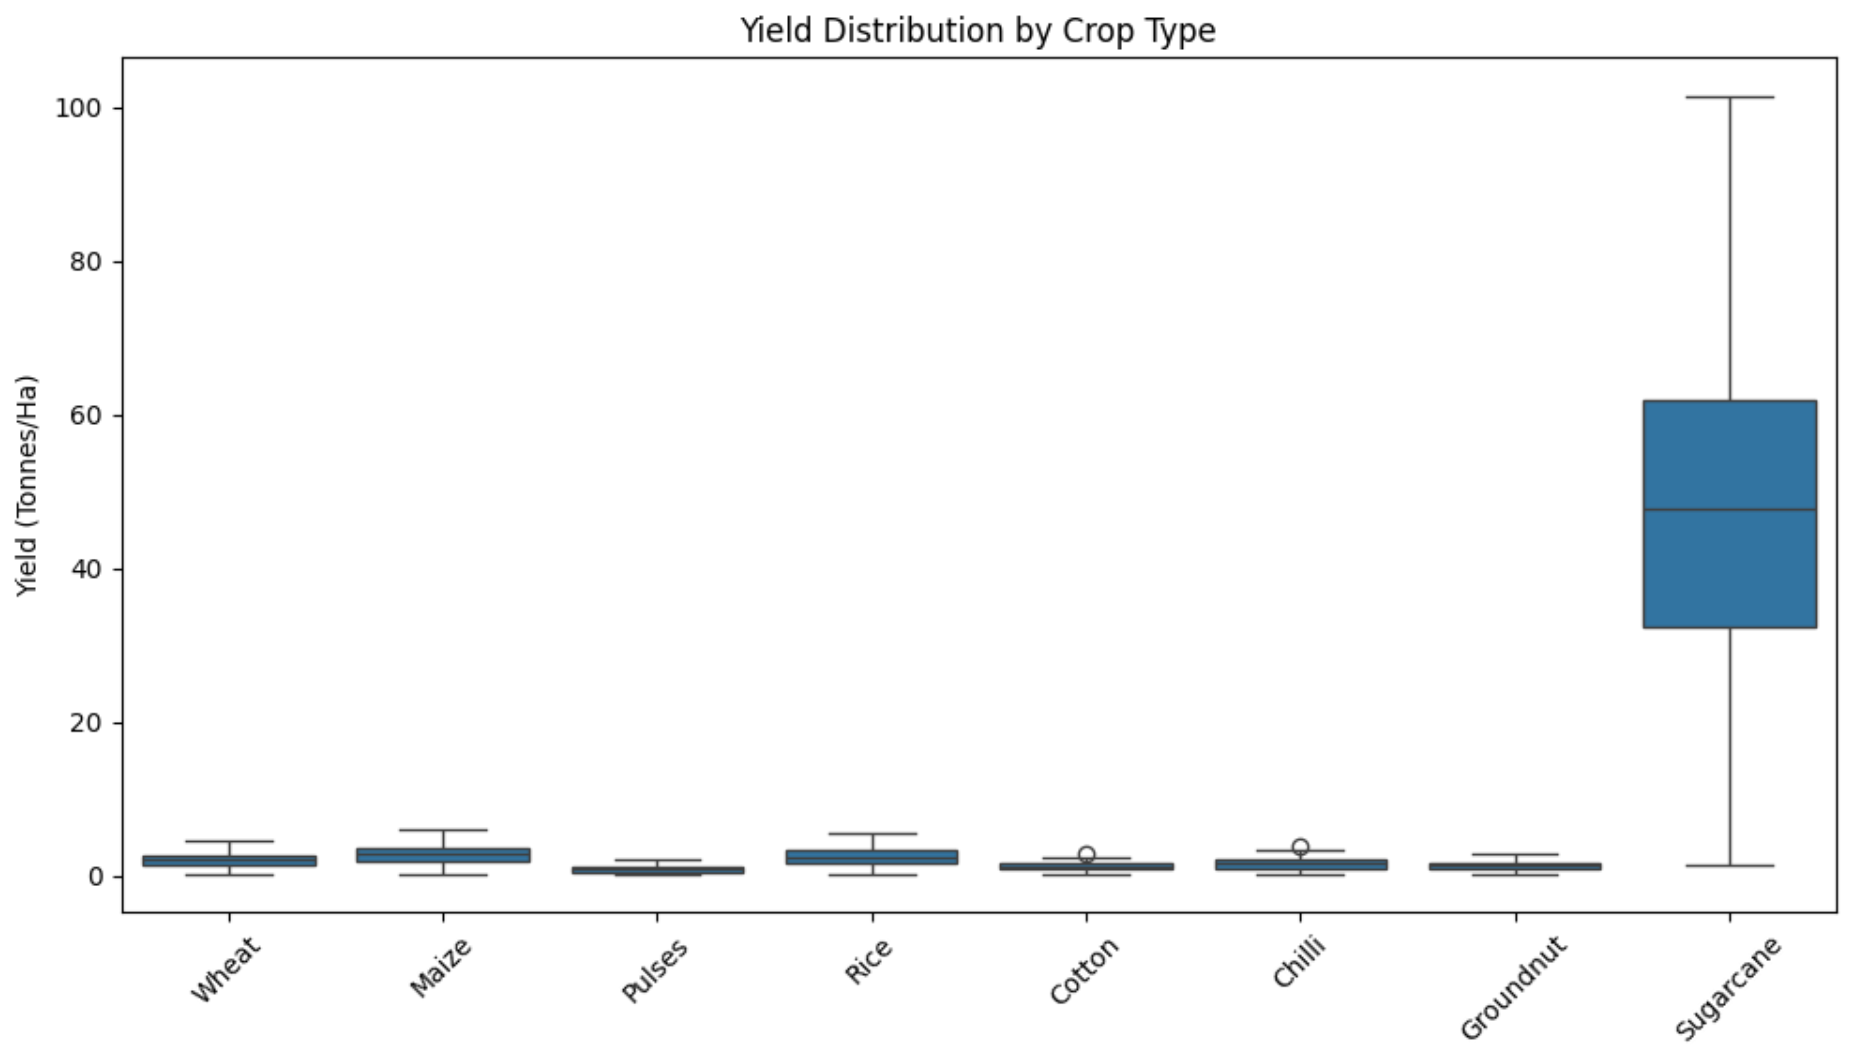 Yield Distribution by Crop Type
Yield (Tonnes/Ha)
100
80
60
40
20
0
Wheat
Maize
Pulses
Rice
Cotton
Chilli
Groundnut
Sugarcane